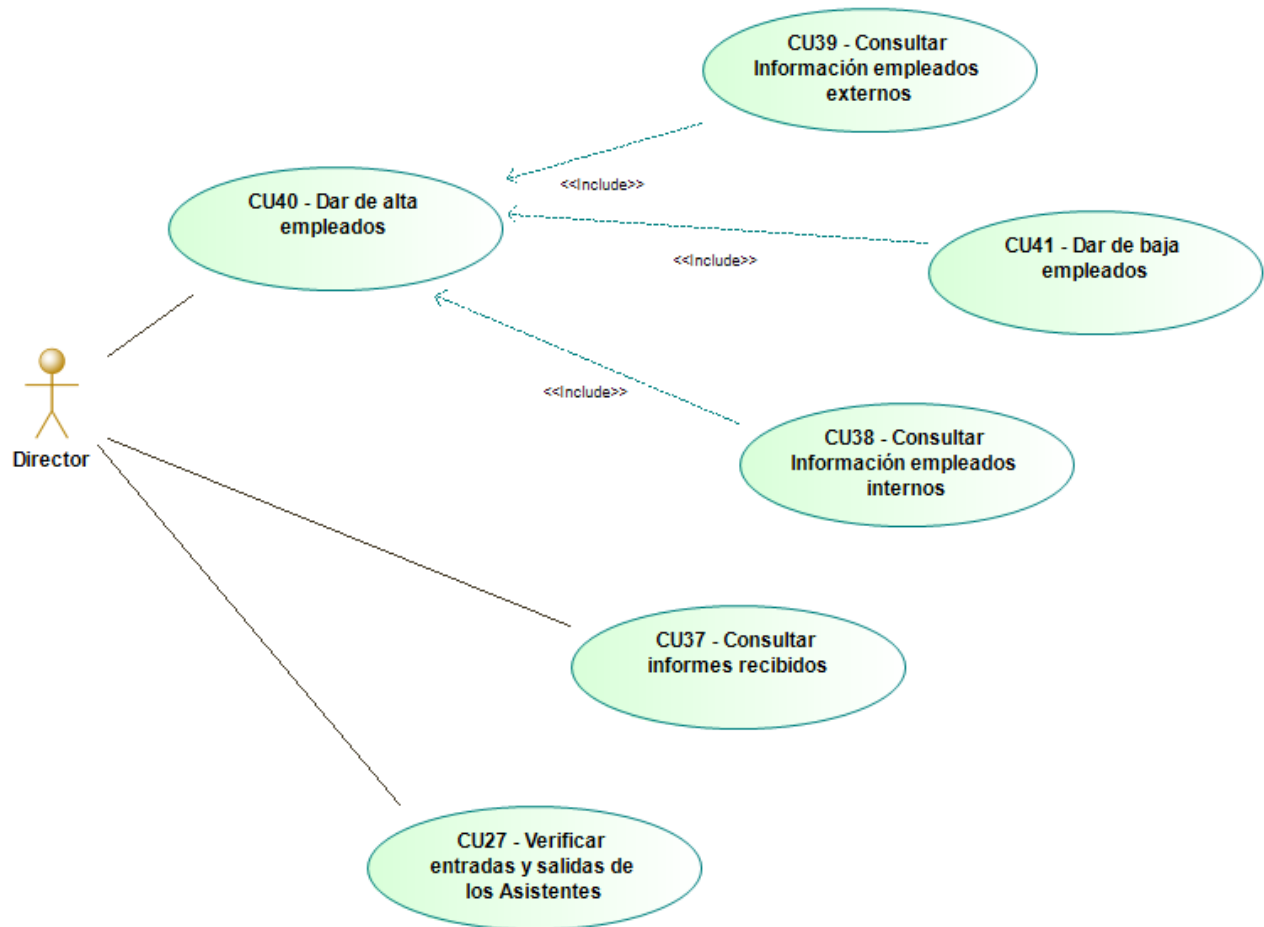 CU39 - Consultar
Información empleados
externos
<<Include>>
CU40 - Dar de alta
empleados
CU41 - Dar de baja
empleados
<<Include>>
<<Include>>
CU38 - Consultar
Información empleados
internos
Director
CU37 - Consultar
informes recibidos
CU27 - Verificar
entradas y salidas de
los Asistentes